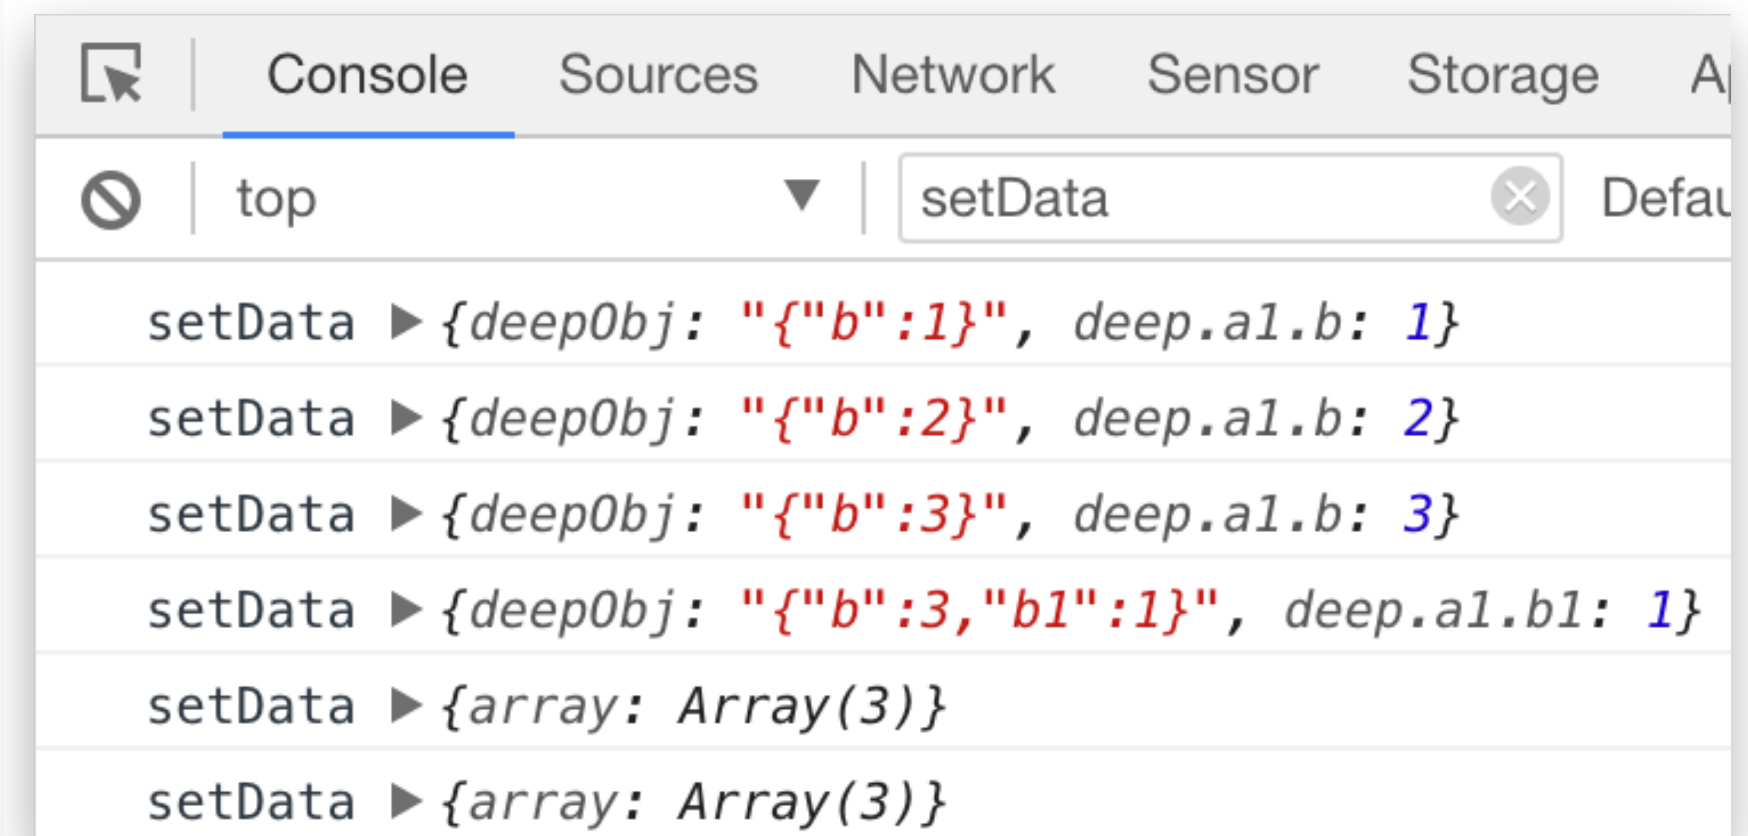 Console Sources Network Sensor Storage
top setData
setData ▶ {deepObj: "{"b":1}", deep.a1.b: 1}
setData ▶ {deepObj: "{"b":2}", deep.a1.b: 2}
setData ▶ {deepObj: "{"b":3}", deep.a1.b: 3}
setData ▶ {deepObj: "{"b":3,"b1":1}", deep.a1.b1: 1}
setData ▶ {array: Array(3)}
setData ▶ {array: Array(3)}